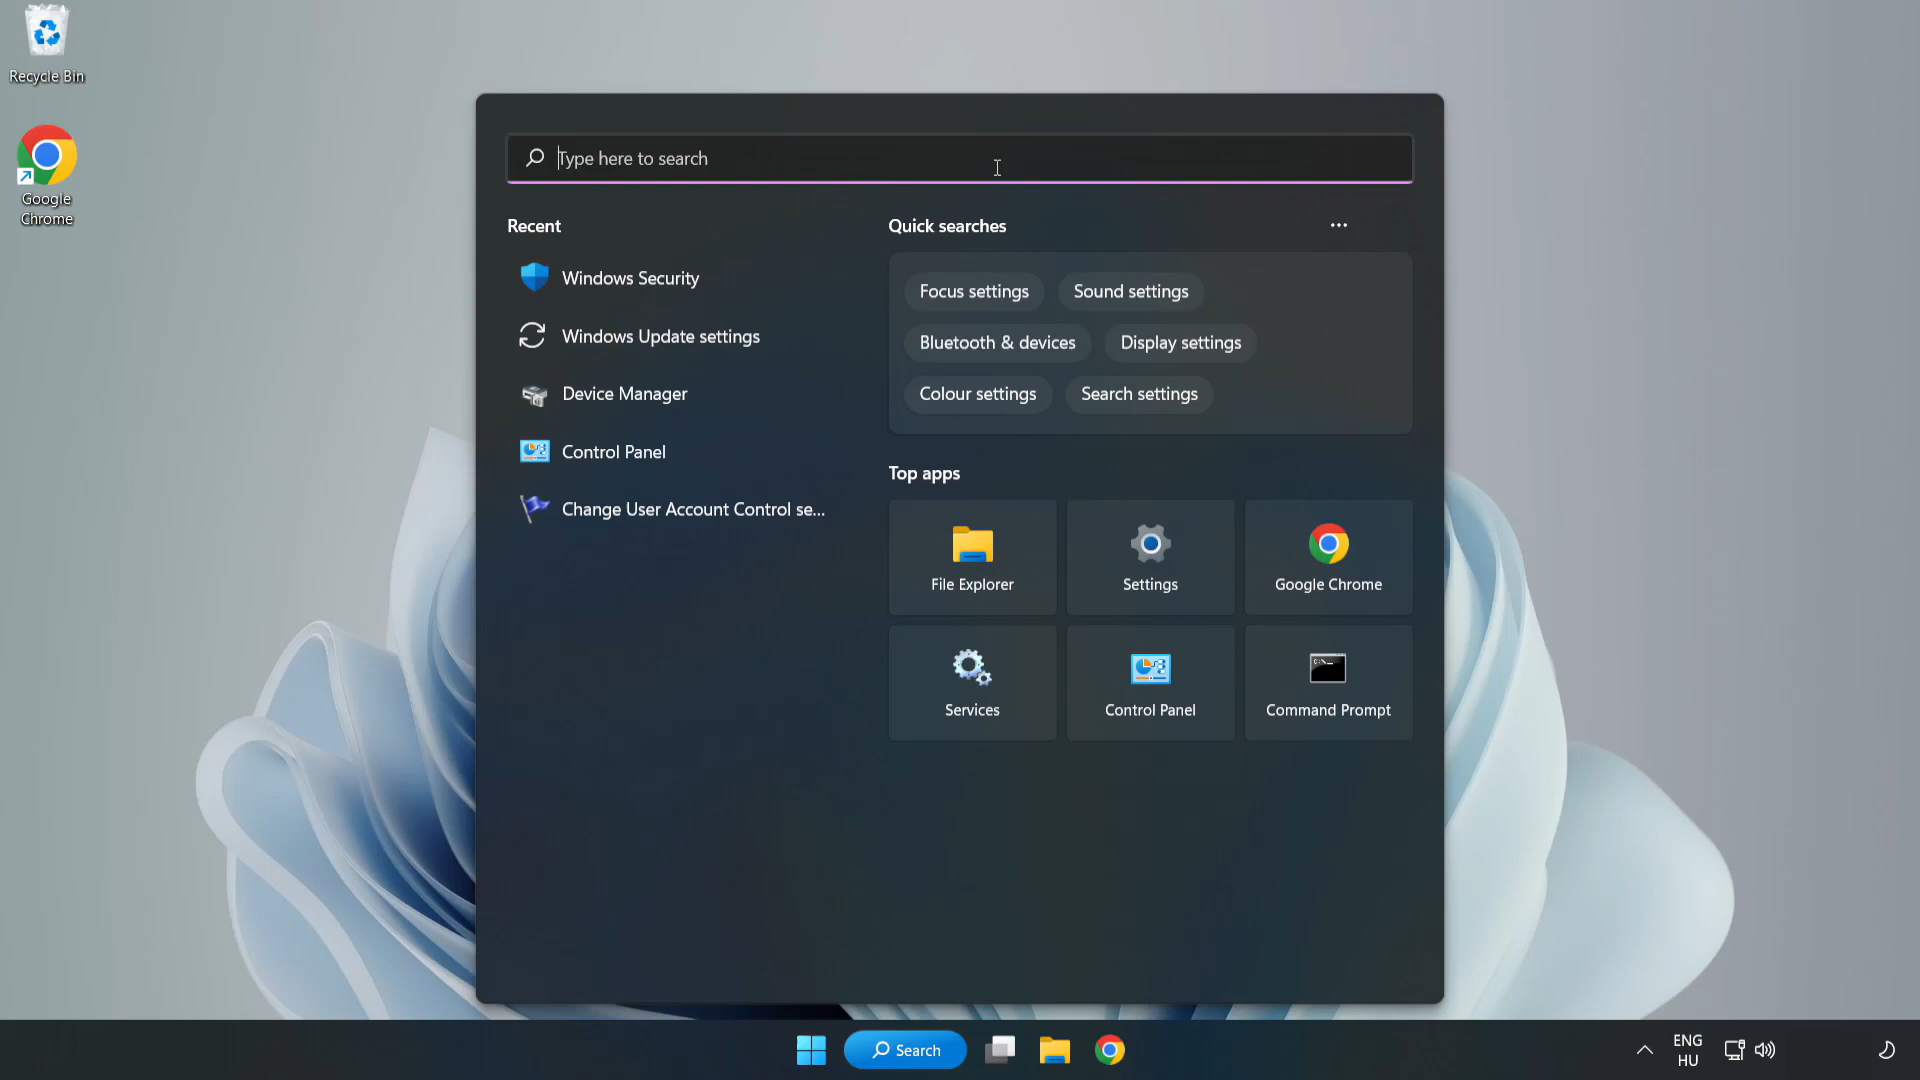 Recycle Bin
Google
Chrome
Type here to search
Recent
Quick searches
Windows Security
Windows Update settings
Device Manager
Control Panel
Change User Account Control se...
Focus settings
Sound settings
Bluetooth & devices
Display settings
Colour settings
Search settings
Top apps
File Explorer
Settings
Google Chrome
Services
Control Panel
Command Prompt
Search
ENG
HU